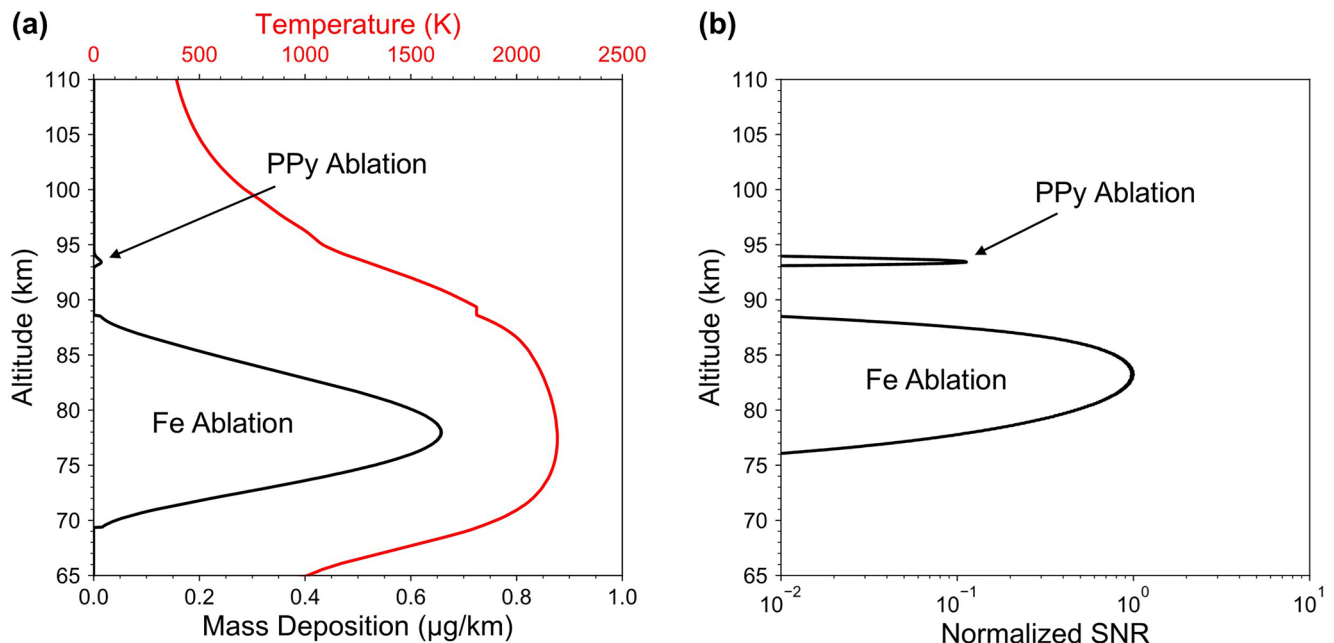 (a)
Temperature (K)
0 500 1000 1500 2000 2500
110
105
100
95
90
85
80
75
70
65
Altitude (km)
PPy Ablation
Fe Ablation
0.0 0.2 0.4 0.6 0.8 1.0
Mass Deposition (µg/km)
(b)
110
105
100
95
90
85
80
75
70
65
Altitude (km)
PPy Ablation
Fe Ablation
10⁻² 10⁻¹ 10⁰ 10¹
Normalized SNR